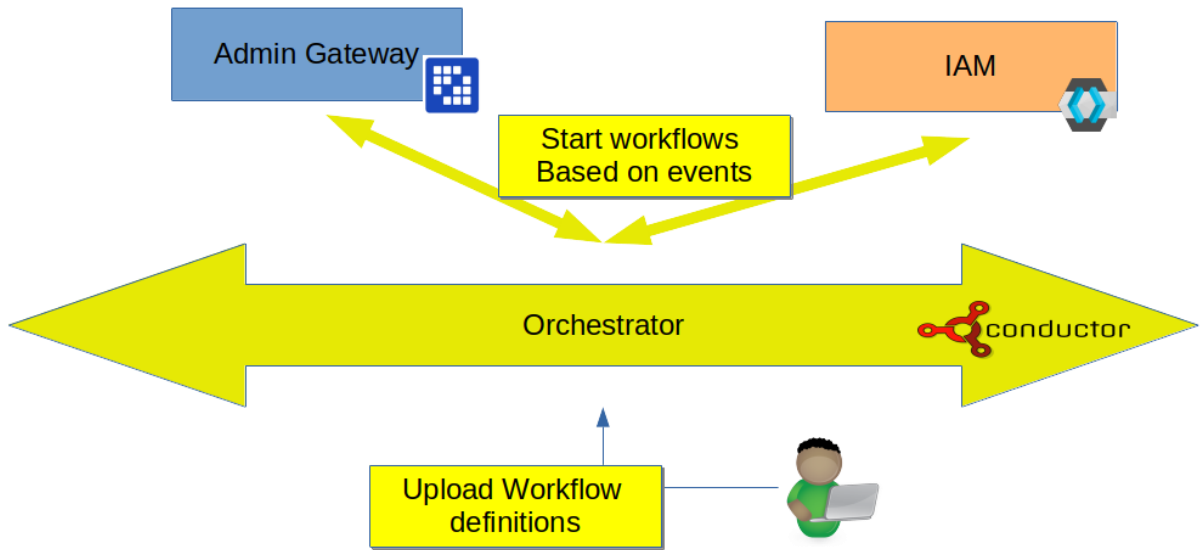 Admin Gateway
IAM
Start workflows
Based on events
Orchestrator
conductor
Upload Workflow
definitions